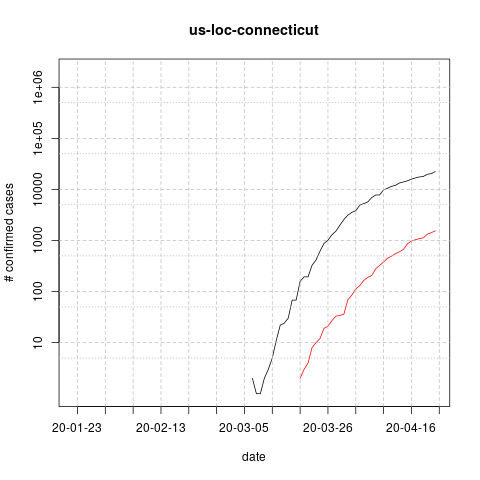 us-loc-connecticut
# confirmed cases
1e+06
1e+05
10000
1000
100
10
20-01-23
20-02-13
20-03-05
20-03-26
20-04-16
date